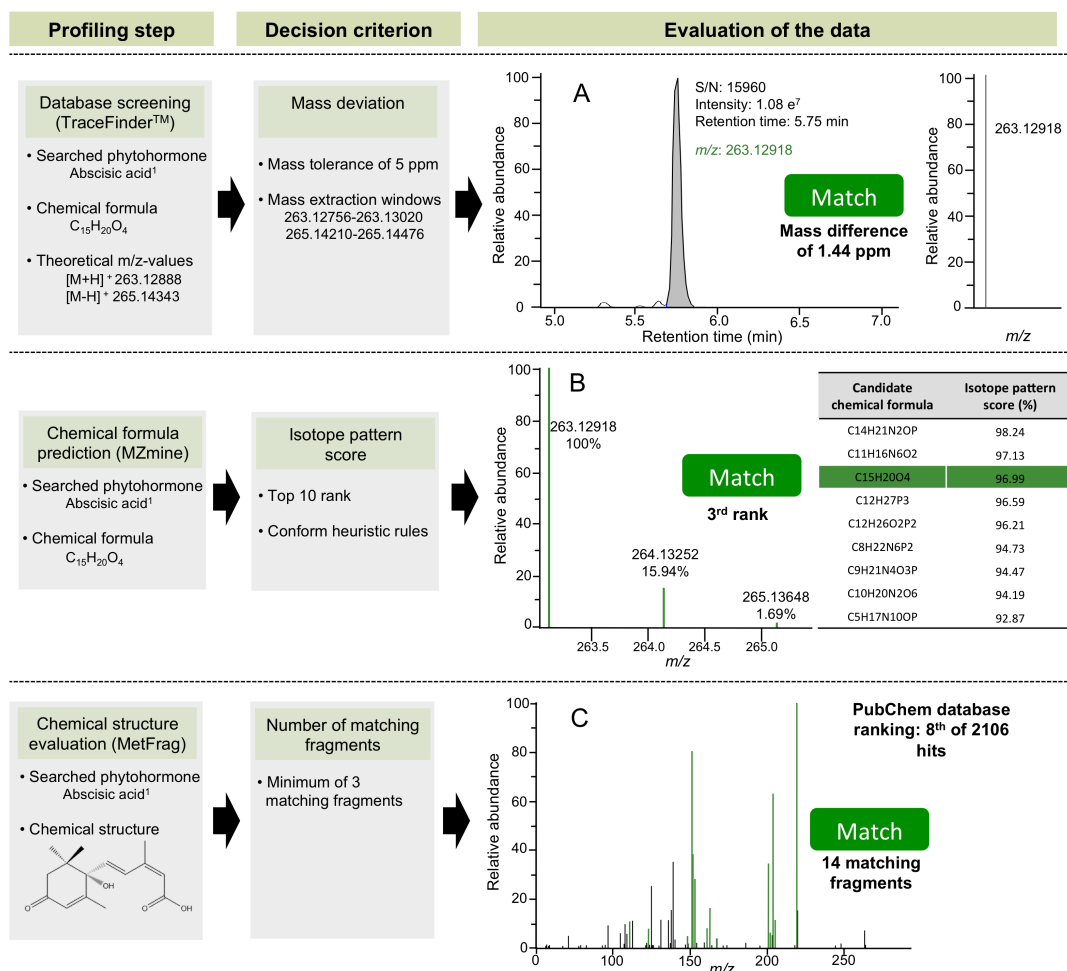 Profiling step
Decision criterion
Evaluation of the data
Database screening
(TraceFinder™)
• Searched phytohormone
Abscisic acid¹
• Chemical formula
C₁₅H₂₀O₄
• Theoretical m/z-values
[M+H] ⁺ 263.12888
[M-H] ⁺ 265.14343
Mass deviation
• Mass tolerance of 5 ppm
• Mass extraction windows
263.12756-263.13020
265.14210-265.14476
A
S/N: 15960
Intensity: 1.08 e⁷
Retention time: 5.75 min
m/z: 263.12918
Match
Mass difference
of 1.44 ppm
Relative abundance
100
80
60
40
20
0
5.0
5.5
6.0
6.5
7.0
Retention time (min)
Relative abundance
100
80
60
40
20
0
263.12918
m/z
Chemical formula
prediction (MZmine)
• Searched phytohormone
Abscisic acid¹
• Chemical formula
C₁₅H₂₀O₄
Isotope pattern
score
• Top 10 rank
• Conform heuristic rules
B
Relative abundance
100
80
60
40
20
0
263.12918
100%
264.13252
15.94%
265.13648
1.69%
263.5
264.0
264.5
265.0
m/z
Match
3rd rank
Candidate chemical formula	Isotope pattern score (%)
C14H21N2OP	98.24
C11H16N6O2	97.13
C15H20O4	96.99
C12H27P3	96.59
C12H26O2P2	96.21
C8H22N6P2	94.73
C9H21N4O3P	94.47
C10H20N2O6	94.19
C5H17N10OP	92.87
Chemical structure
evaluation (MetFrag)
• Searched phytohormone
Abscisic acid¹
• Chemical structure
OH
O
O
OH
Number of matching
fragments
• Minimum of 3
matching fragments
C
Relative abundance
100
80
60
40
20
0
0
100
150
200
250
m/z
PubChem database
ranking: 8th of 2106
hits
Match
14 matching
fragments